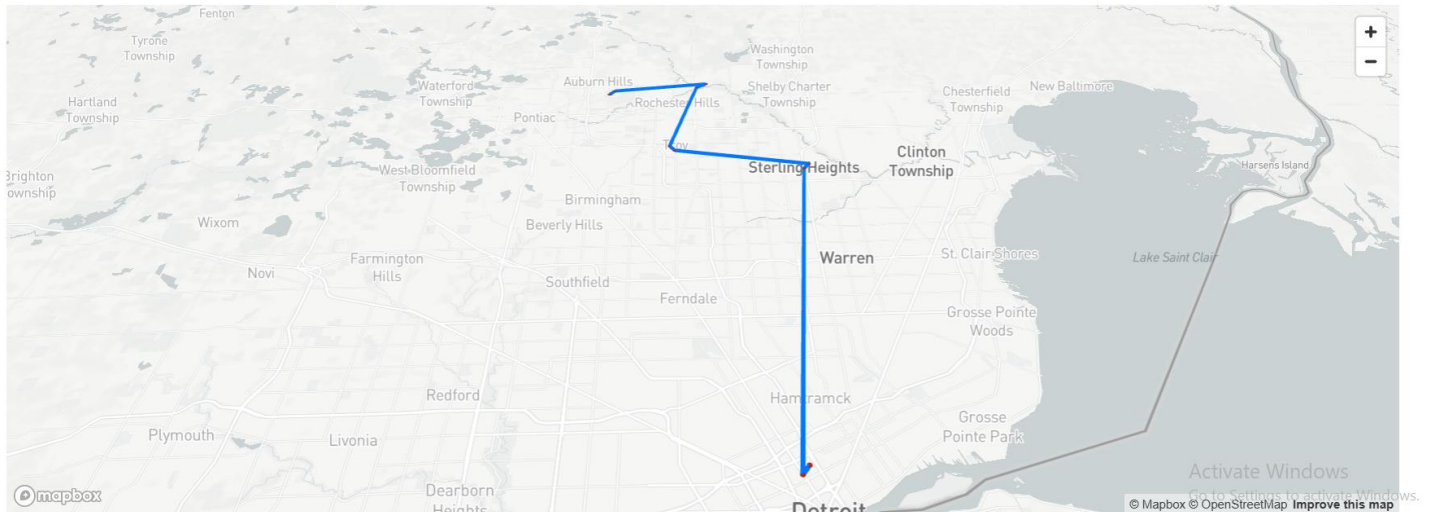 Fenton
Tyrone
Township
Washington
Township
Hartland
Township
Waterford
Township
Auburn Hills
Rochester Hills
Shelby Charter
Township
Chesterfield
Township
New Baltimore
Pontiac
Troy
Brighton
ownship
West Bloomfield
Township
Sterling Heights
Clinton
Township
Harsens Island
Birmingham
Beverly Hills
Wixom
Novi
Farmington
Hills
Southfield
Warren
St. Clair Shores
Lake Saint Clair
Ferndale
Grosse Pointe
Woods
Redford
Hamtramck
Plymouth
Livonia
Grosse
Pointe Park
Dearborn
Heights
Detroit
mapbox
Activate Windows
Go to Settings to activate Windows.
© Mapbox © OpenStreetMap Improve this map